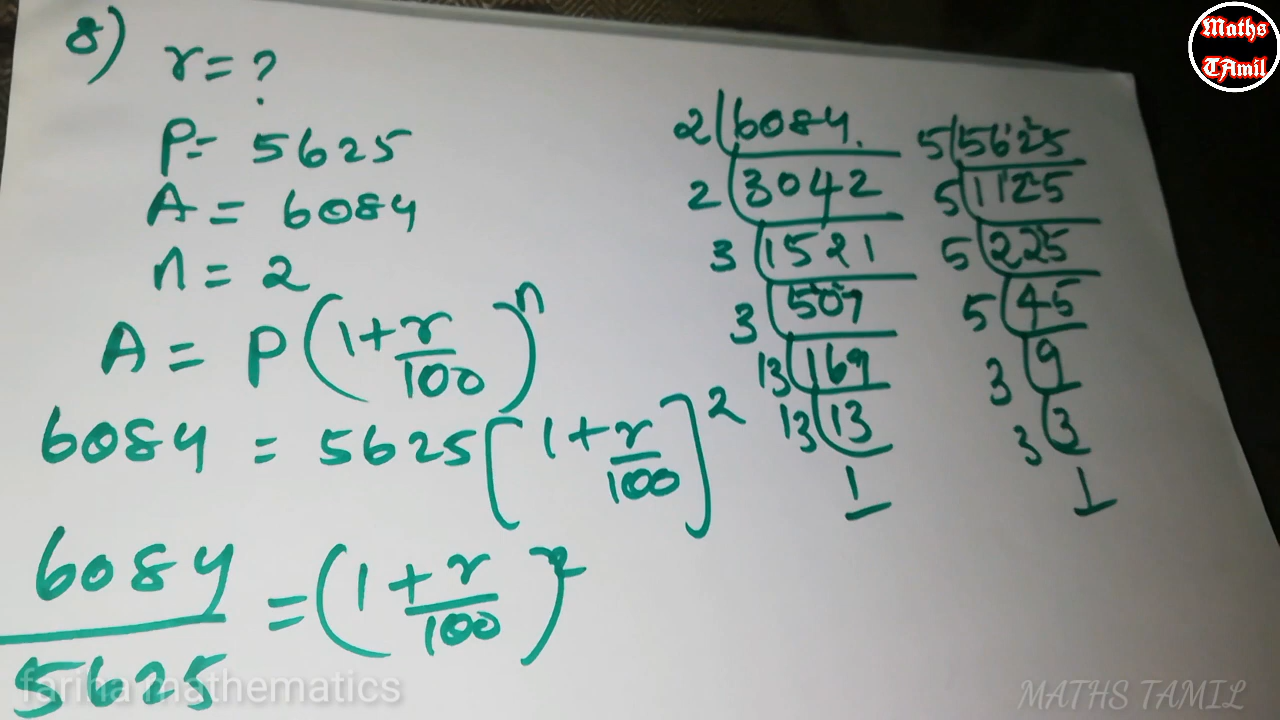 Maths
TAmil
8)
r = ?
P = 5625
A = 6084
n = 2
A = P(1+r/100)^n
6084 = 5625[1+r/100]^2
6084/5625 = (1+r/100)^2
2 | 6084.
2 | 3042
3 | 1521
3 | 507
13 | 169
13 | 13
1
5 | 5625
5 | 1125
5 | 225
5 | 45
3 | 9
3 | 3
1
farina mathematics
MATHS TAMIL